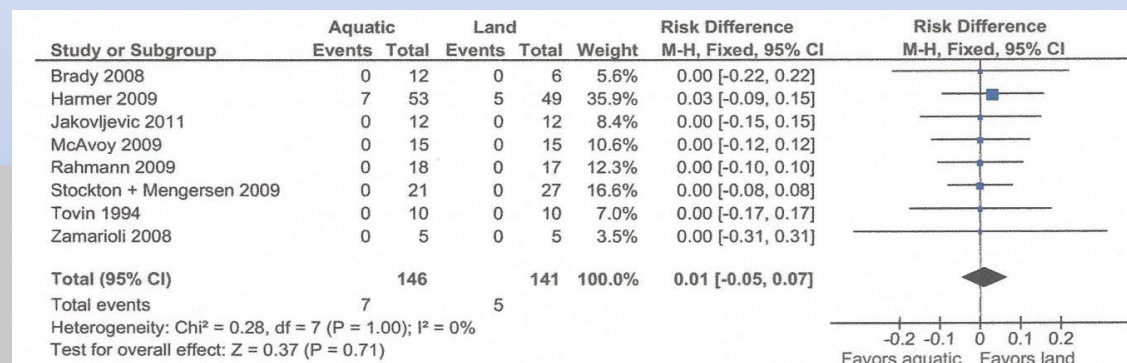 Aquatic Land Risk Difference Risk Difference
Study or Subgroup Events Total Events Total Weight M-H, Fixed, 95% CI M-H, Fixed, 95% CI
Brady 2008 0 12 0 6 5.6% 0.00 [-0.22, 0.22]
Harmer 2009 7 53 5 49 35.9% 0.03 [-0.09, 0.15]
Jakovljevic 2011 0 12 0 12 8.4% 0.00 [-0.15, 0.15]
McAvoy 2009 0 15 0 15 10.6% 0.00 [-0.12, 0.12]
Rahmann 2009 0 18 0 17 12.3% 0.00 [-0.10, 0.10]
Stockton + Mengersen 2009 0 21 0 27 16.6% 0.00 [-0.08, 0.08]
Tovin 1994 0 10 0 10 7.0% 0.00 [-0.17, 0.17]
Zamarioli 2008 0 5 0 5 3.5% 0.00 [-0.31, 0.31]
Total (95% CI) 146 141 100.0% 0.01 [-0.05, 0.07]
Total events 7 5
Heterogeneity: Chi² = 0.28, df = 7 (P = 1.00); I² = 0%
Test for overall effect: Z = 0.37 (P = 0.71)
-0.2 -0.1 0 0.1 0.2
Favors aquatic Favors land